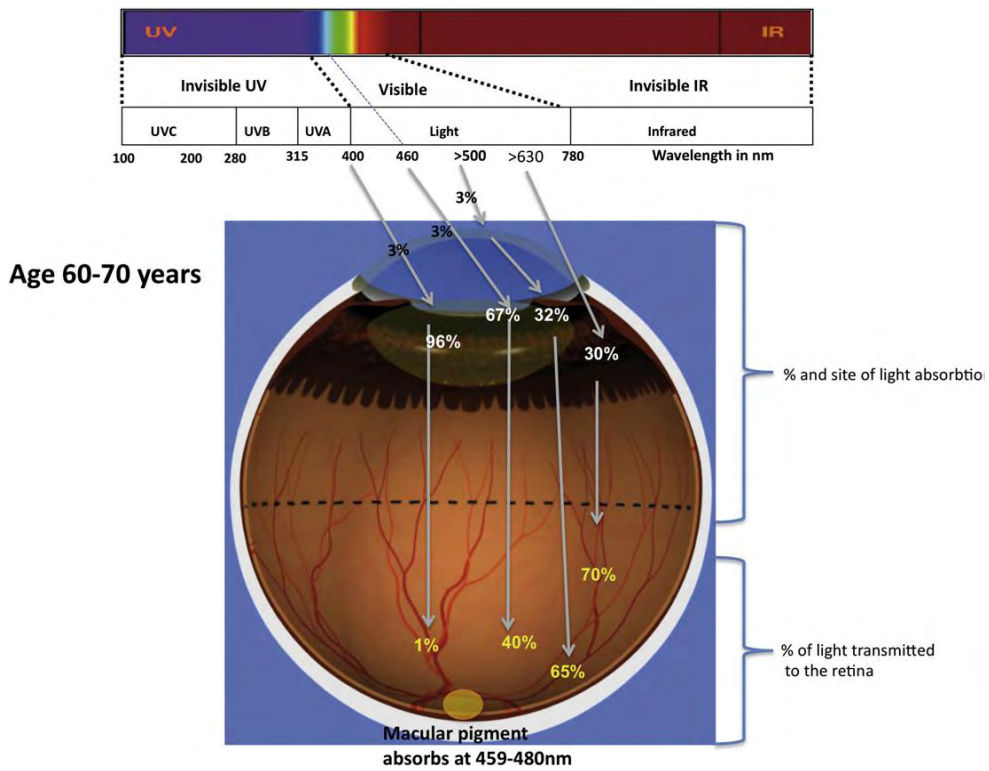 UV IR
Invisible UV Visible Invisible IR
UVC UVB UVA Light Infrared
100 200 280 315 400 460 >500 >630 780 Wavelength in nm
3%
3%
3%
Age 60-70 years
67% 32%
96%
30%
% and site of light absorbtio
70%
1% 40%
65%
% of light transmitted
to the retina
Macular pigment
absorbs at 459-480nm